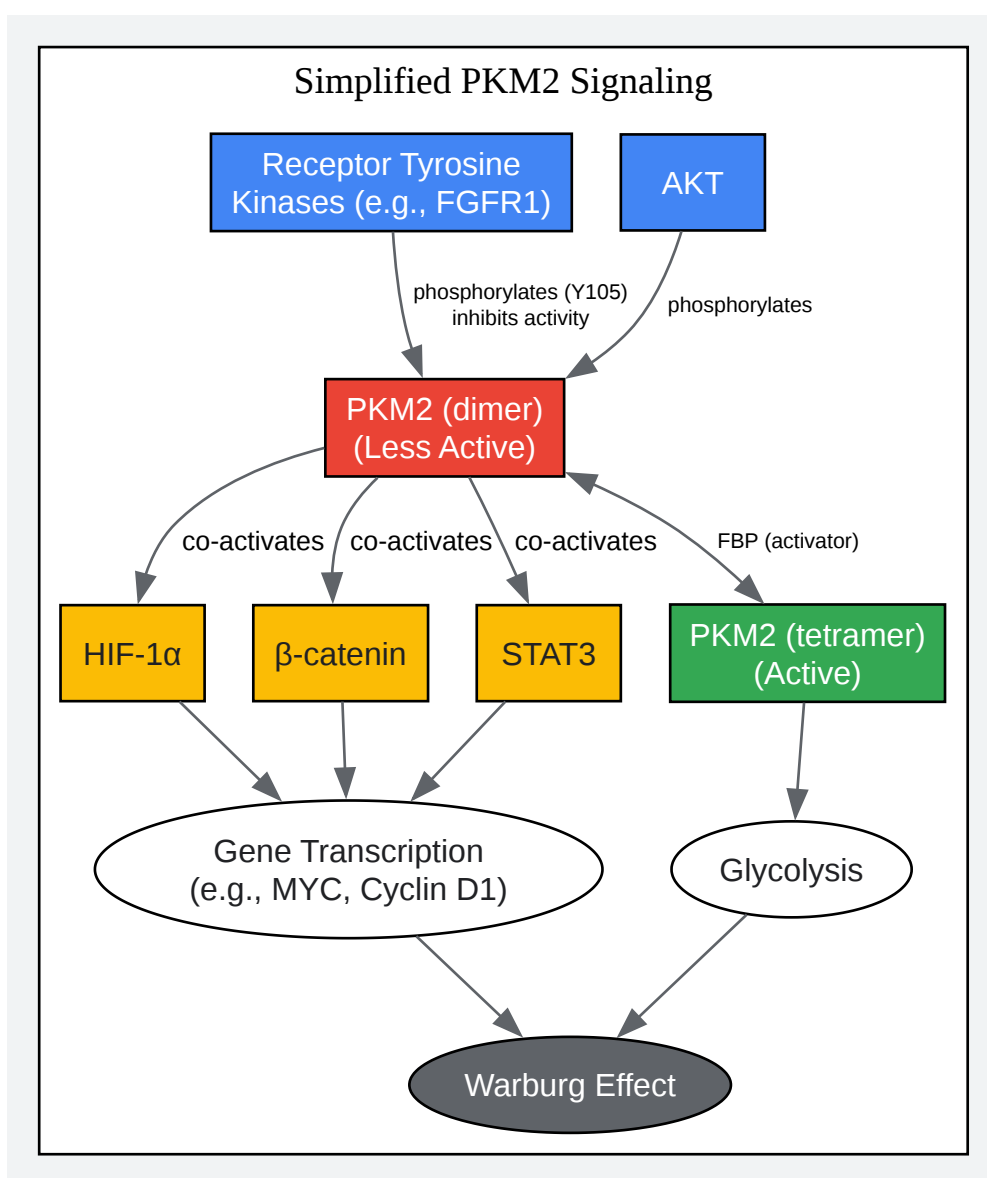 Simplified PKM2 Signaling
Receptor Tyrosine
Kinases (e.g., FGFR1)
AKT
phosphorylates (Y105)
inhibits activity
phosphorylates
PKM2 (dimer)
(Less Active)
co-activates
co-activates
co-activates
FBP (activator)
HIF-1α
β-catenin
STAT3
PKM2 (tetramer)
(Active)
Gene Transcription
(e.g., MYC, Cyclin D1)
Glycolysis
Warburg Effect